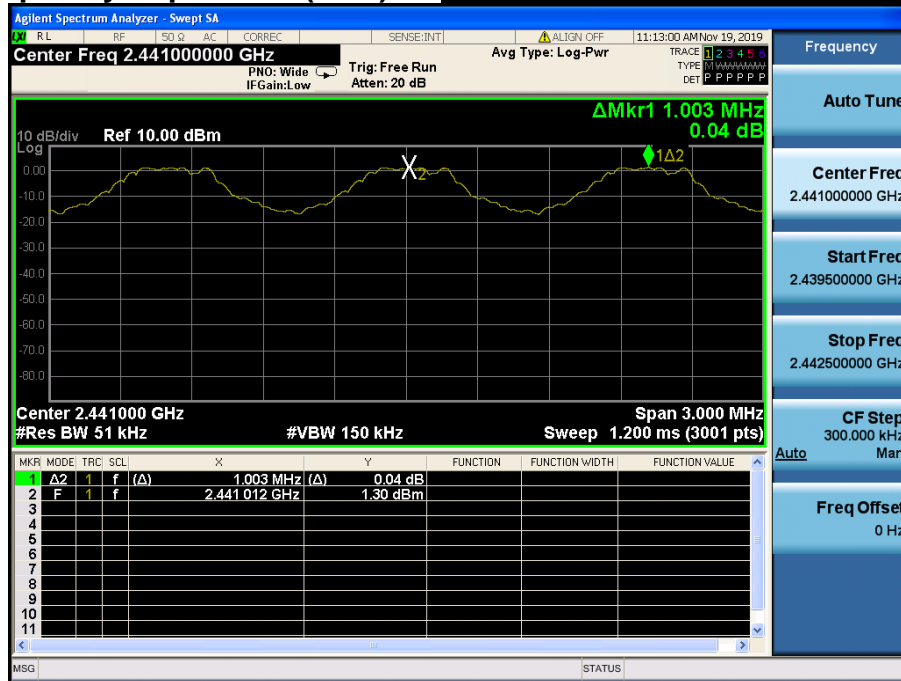 Agilent Spectrum Analyzer - Swept SA
LXI RL RF 50 Ω AC CORREC SENSE:INT ALIGN OFF 11:13:00 AM Nov 19, 2019
Center Freq 2.441000000 GHz
PNO: Wide
IFGain:Low
Trig: Free Run
Atten: 20 dB
Avg Type: Log-Pwr
TRACE 1 2 3 4 5 6
TYPE M W W W W W
DET P P P P P P
ΔMkr1 1.003 MHz
0.04 dB
10 dB/div Ref 10.00 dBm
Log
0.00
-10.0
-20.0
-30.0
-40.0
-50.0
-60.0
-70.0
-80.0
X2
1Δ2
Center 2.441000 GHz Span 3.000 MHz
#Res BW 51 kHz #VBW 150 kHz Sweep 1.200 ms (3001 pts)
MKR MODE TRC SCL X Y FUNCTION FUNCTION WIDTH FUNCTION VALUE
1 Δ2 1 f (Δ) 1.003 MHz (Δ) 0.04 dB
2 F 1 f 2.441 012 GHz 1.30 dBm
3
4
5
6
7
8
9
10
11
MSG STATUS
Frequency
Auto Tune
Center Freq
2.441000000 GHz
Start Freq
2.439500000 GHz
Stop Freq
2.442500000 GHz
CF Step
300.000 kHz
Auto Man
Freq Offset
0 Hz